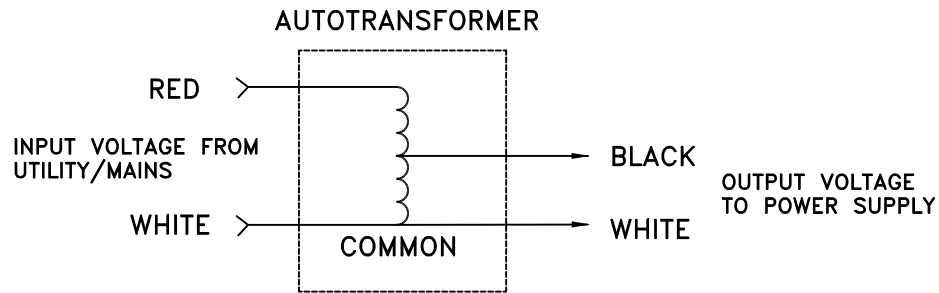 AUTOTRANSFORMER
RED
INPUT VOLTAGE FROM
UTILITY/MAINS
WHITE
COMMON
BLACK
OUTPUT VOLTAGE
TO POWER SUPPLY
WHITE